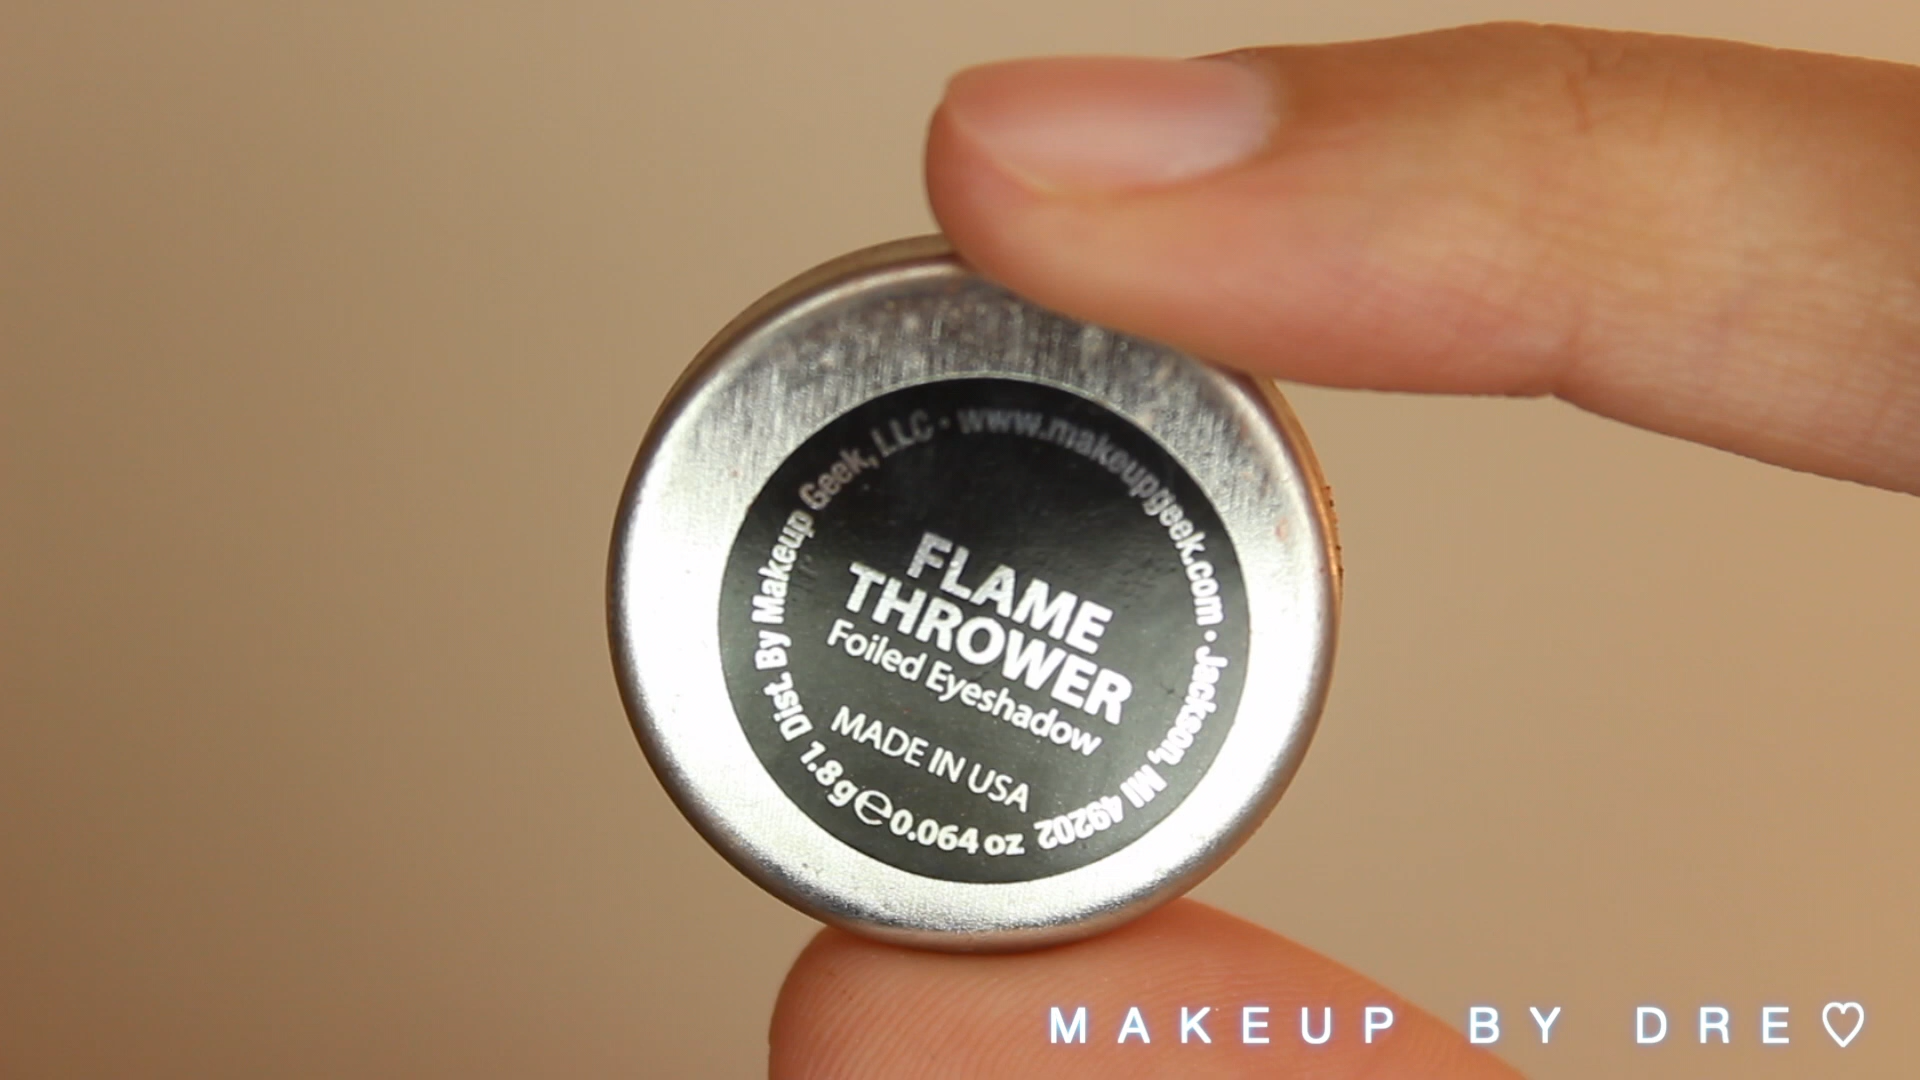 Dist. By Makeup Geek, LLC · www.makeupgeek.com · Jackson, MI 49202
FLAME
THROWER
Foiled Eyeshadow
MADE IN USA
1.8 g ℮ 0.064 oz
MAKEUP BY DRE♡